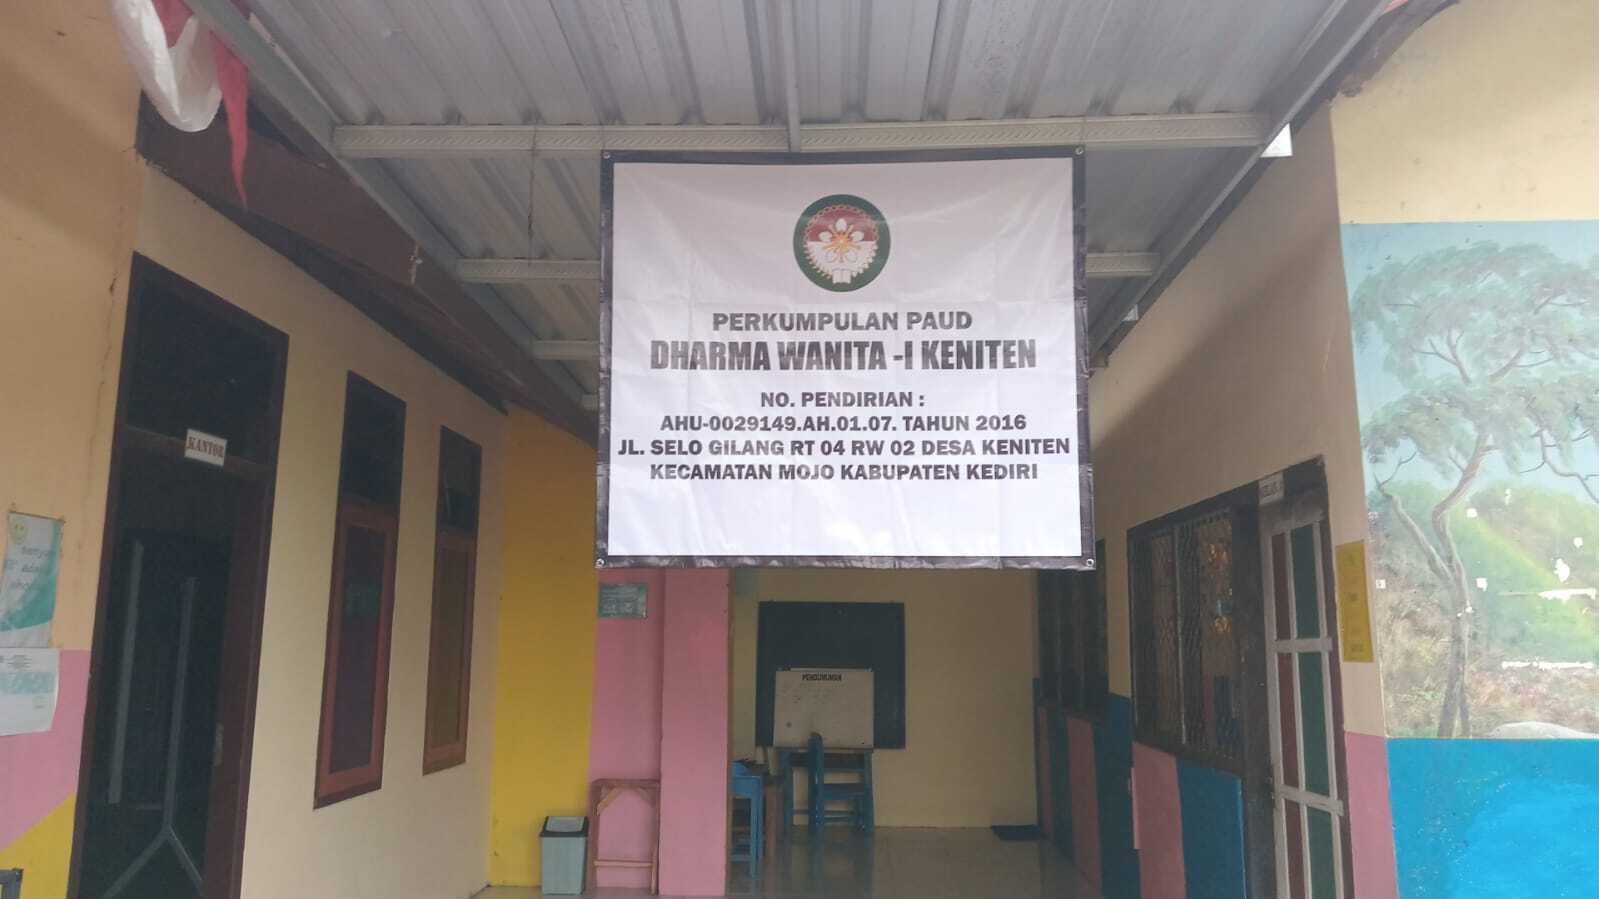 PERKUMPULAN PAUD
DHARMA WANITA -I KENITEN
NO. PENDIRIAN :
AHU-0029149.AH.01.07. TAHUN 2016
JL. SELO GILANG RT 04 RW 02 DESA KENITEN
KECAMATAN MOJO KABUPATEN KEDIRI
KANTOR
PENGUMUMAN